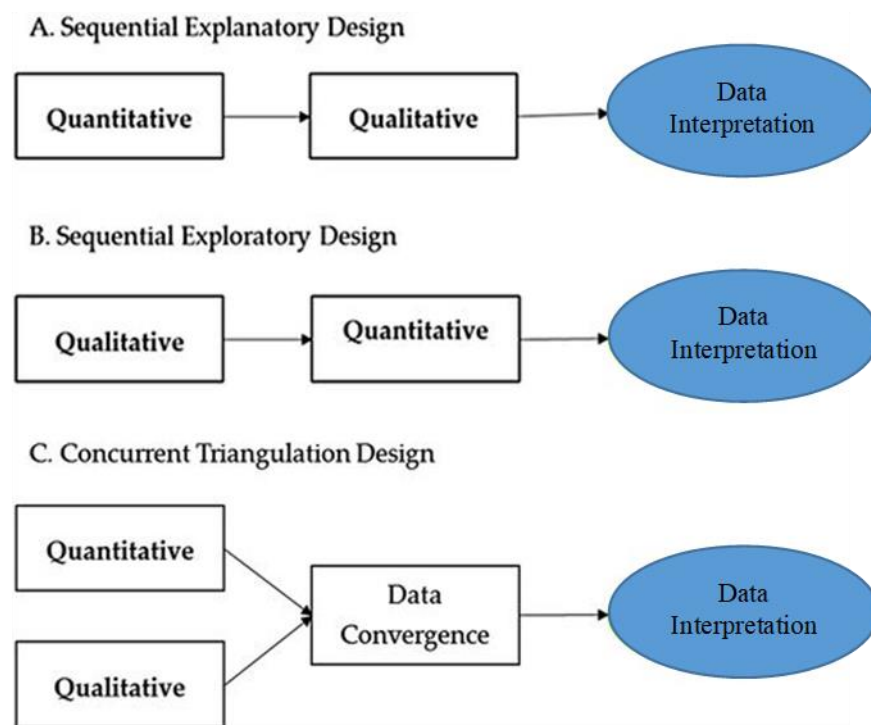 A. Sequential Explanatory Design
Quantitative
Qualitative
Data
Interpretation
B. Sequential Exploratory Design
Qualitative
Quantitative
Data
Interpretation
C. Concurrent Triangulation Design
Quantitative
Qualitative
Data
Convergence
Data
Interpretation